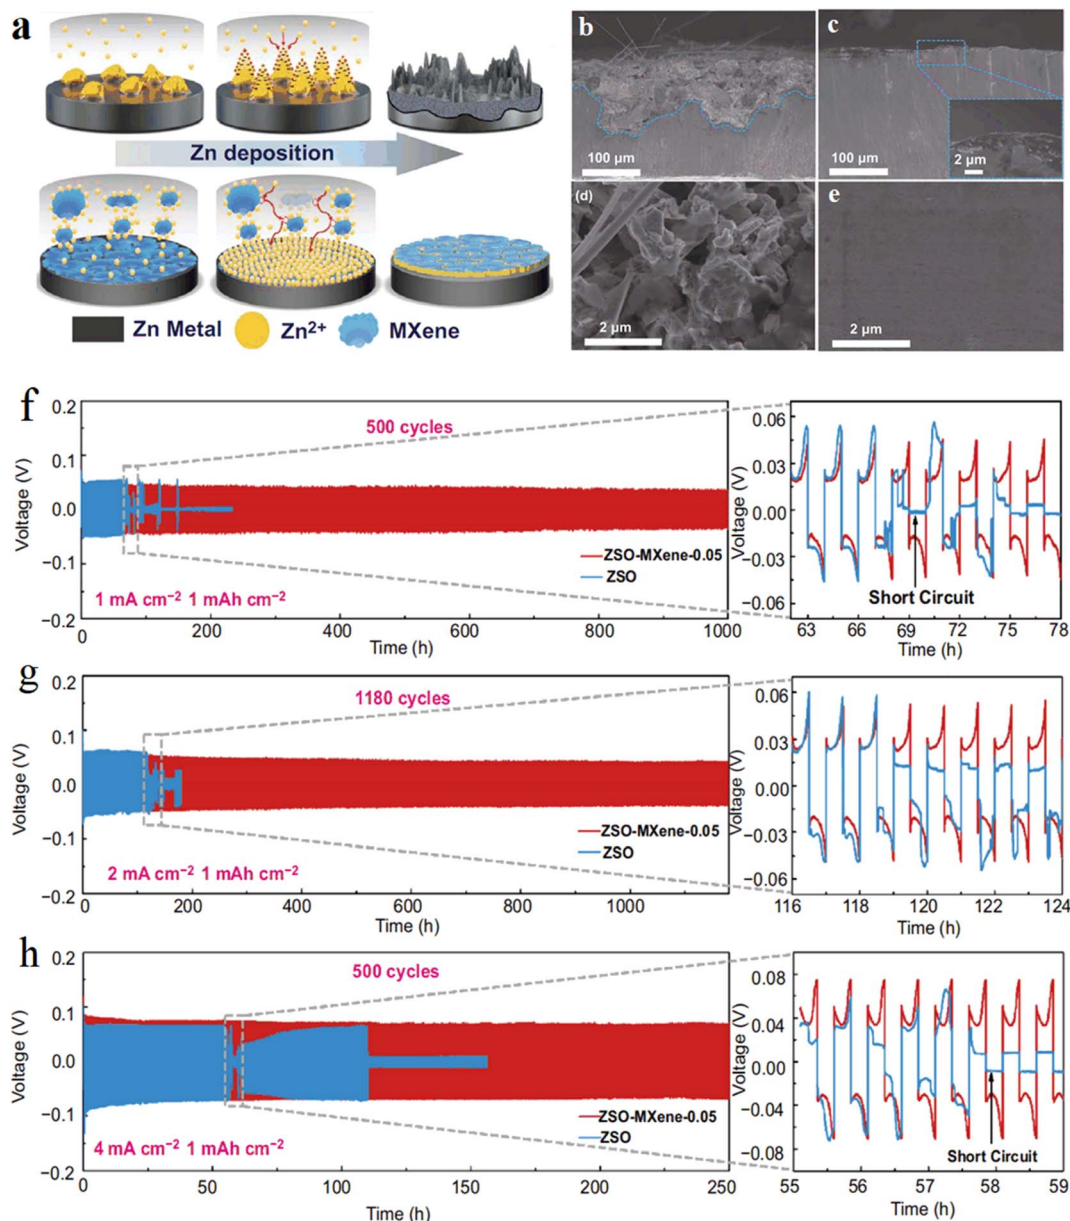 a
Zn deposition
Zn Metal
Zn²⁺
MXene
b
100 μm
c
100 μm
2 μm
(d)
2 μm
e
2 μm
f
0.2
0.1
0.0
−0.1
−0.2
Voltage (V)
500 cycles
ZSO-MXene-0.05
ZSO
1 mA cm⁻² 1 mAh cm⁻²
0 200 400 600 800 1000
Time (h)
0.06
0.03
0.00
−0.03
−0.06
Voltage (V)
Short Circuit
63 66 69 72 75 78
Time (h)
g
0.2
0.1
0.0
−0.1
−0.2
Voltage (V)
1180 cycles
ZSO-MXene-0.05
ZSO
2 mA cm⁻² 1 mAh cm⁻²
0 200 400 600 800 1000
Time (h)
0.06
0.03
0.00
−0.03
−0.06
Voltage (V)
116 117 118 119 120 121 122 123 124
Time (h)
h
0.2
0.1
0.0
−0.1
−0.2
Voltage (V)
500 cycles
ZSO-MXene-0.05
ZSO
4 mA cm⁻² 1 mAh cm⁻²
0 50 100 150 200 250
Time (h)
0.08
0.04
0.00
−0.04
−0.08
Voltage (V)
Short Circuit
55 56 57 58 59
Time (h)